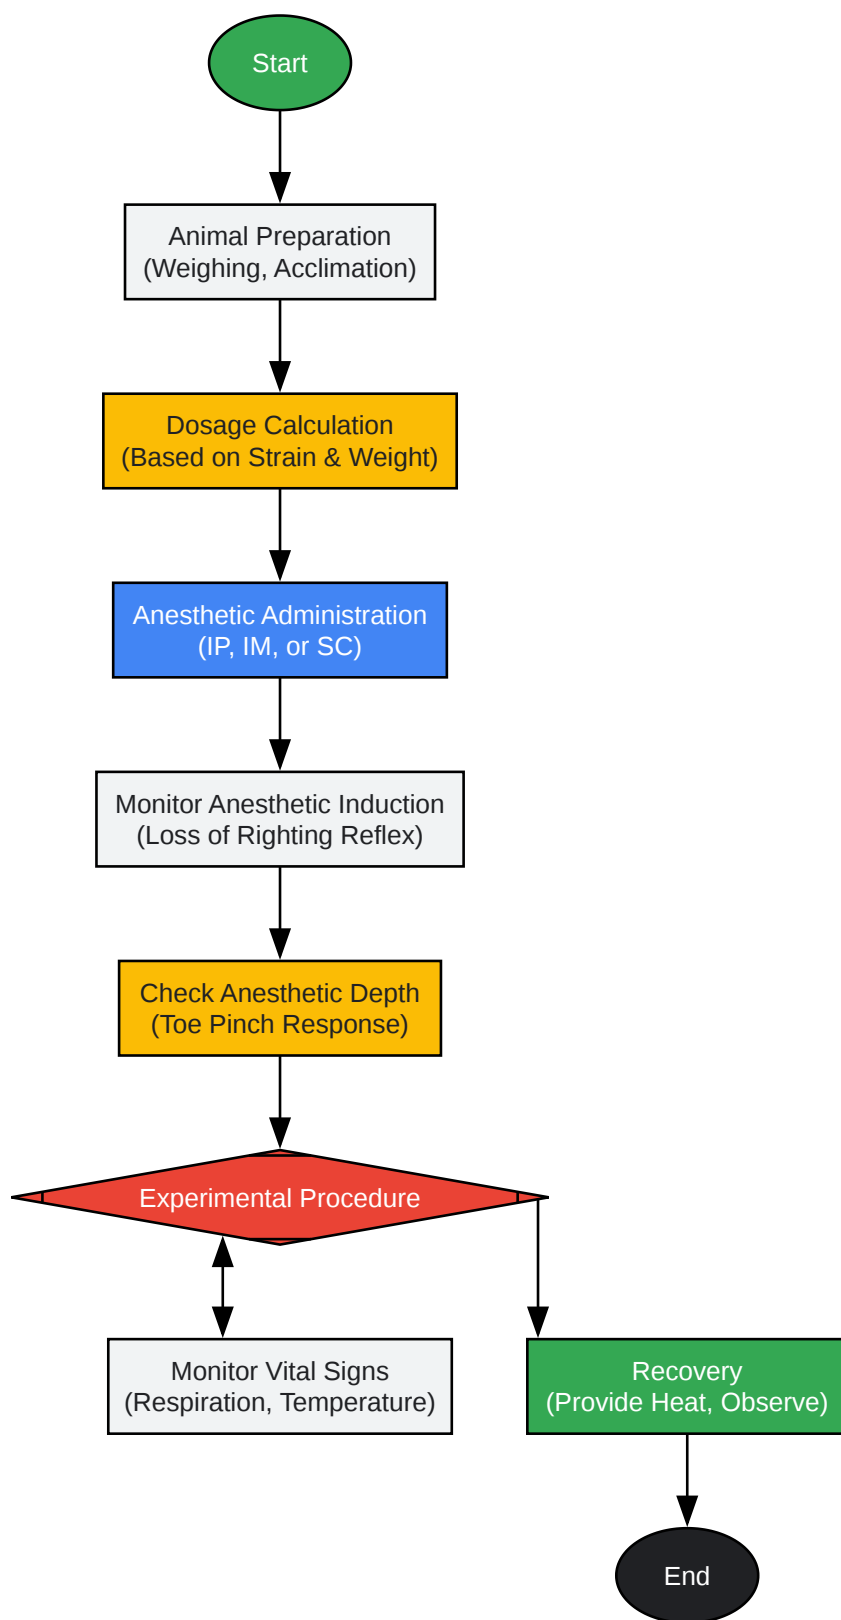 Start
Animal Preparation
(Weighing, Acclimation)
Dosage Calculation
(Based on Strain & Weight)
Anesthetic Administration
(IP, IM, or SC)
Monitor Anesthetic Induction
(Loss of Righting Reflex)
Check Anesthetic Depth
(Toe Pinch Response)
Experimental Procedure
Monitor Vital Signs
(Respiration, Temperature)
Recovery
(Provide Heat, Observe)
End